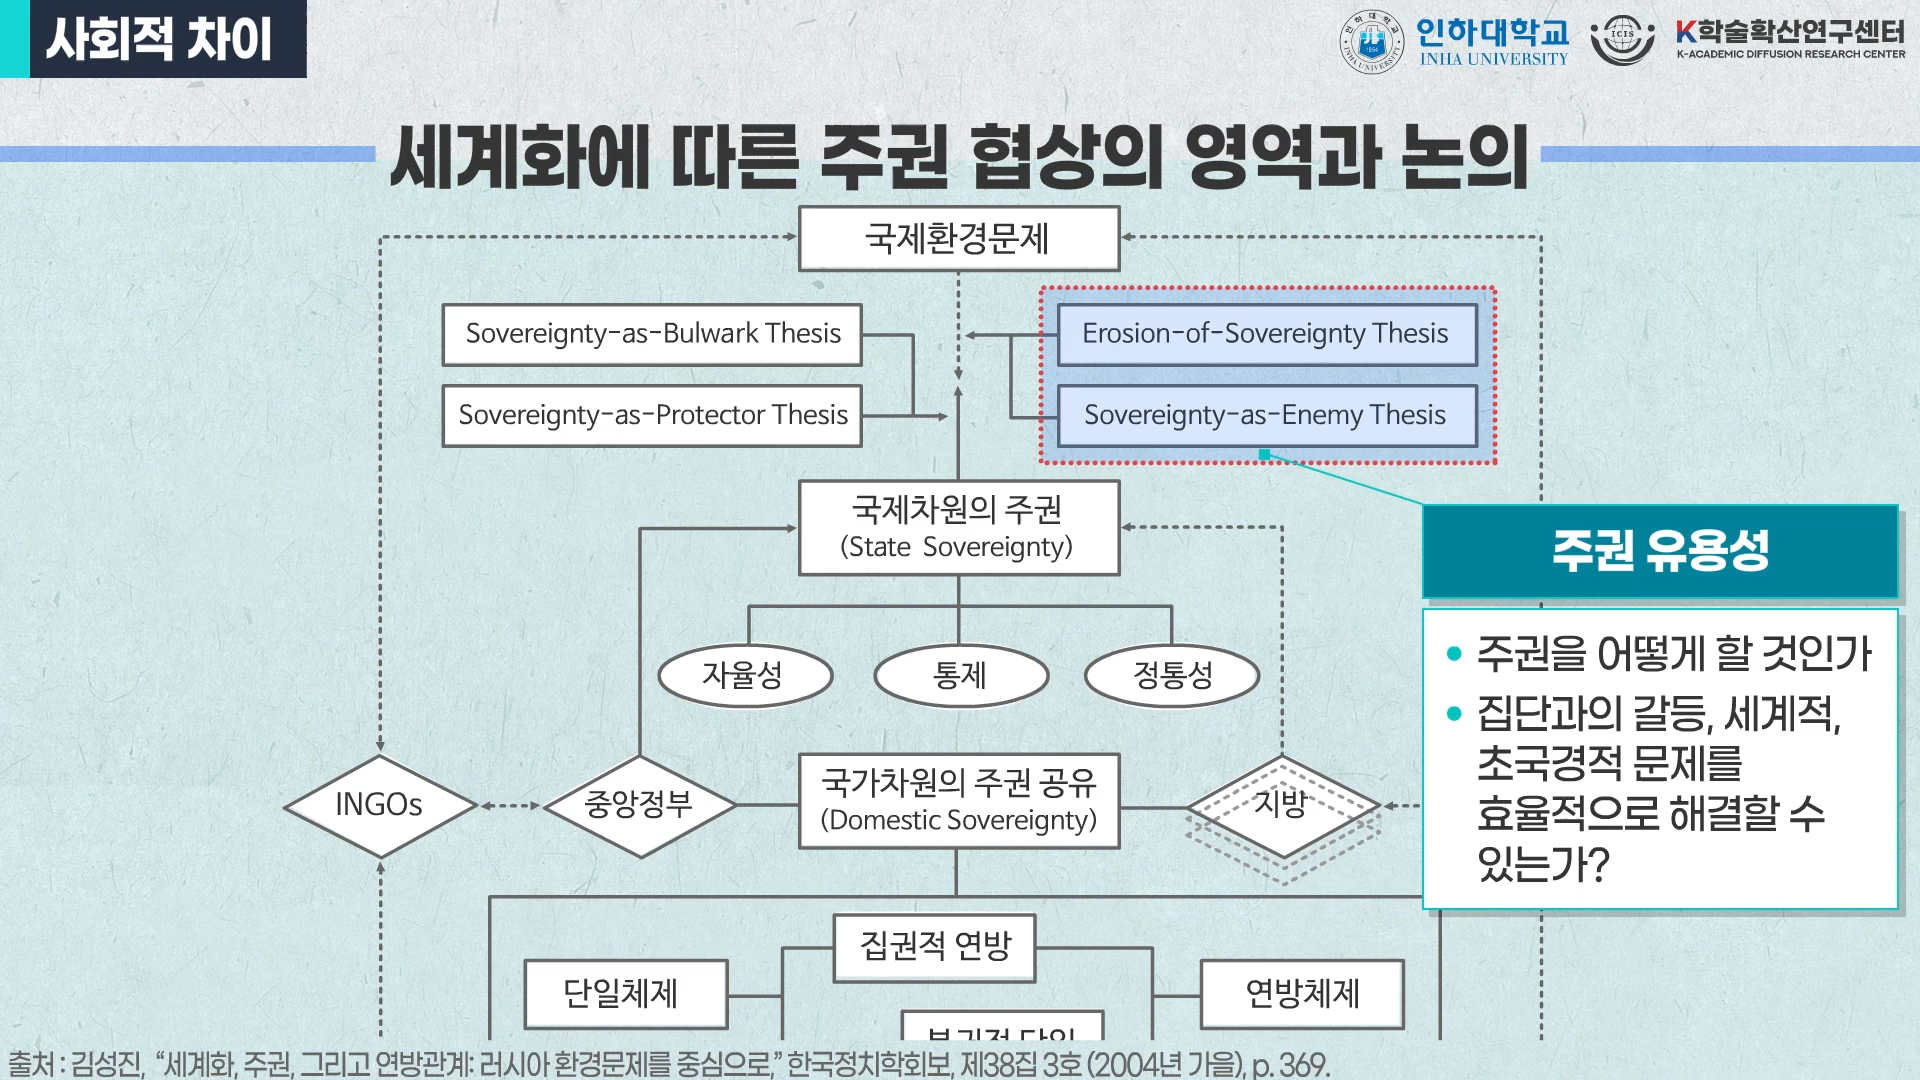 사회적 차이
인하대학교
INHA UNIVERSITY
ICIS
K학술확산연구센터
K-ACADEMIC DIFFUSION RESEARCH CENTER
세계화에 따른 주권 협상의 영역과 논의
국제환경문제
Sovereignty-as-Bulwark Thesis
Erosion-of-Sovereignty Thesis
Sovereignty-as-Protector Thesis
Sovereignty-as-Enemy Thesis
국제차원의 주권
(State Sovereignty)
주권 유용성
• 주권을 어떻게 할 것인가
• 집단과의 갈등, 세계적,
초국경적 문제를
효율적으로 해결할 수
있는가?
자율성
통제
정통성
INGOs
중앙정부
국가차원의 주권 공유
(Domestic Sovereignty)
지방
집권적 연방
단일체제
연방체제
출처 : 김성진, “세계화, 주권, 그리고 연방관계: 러시아 환경문제를 중심으로,” 한국정치학회보, 제38집 3호 (2004년 가을), p. 369.